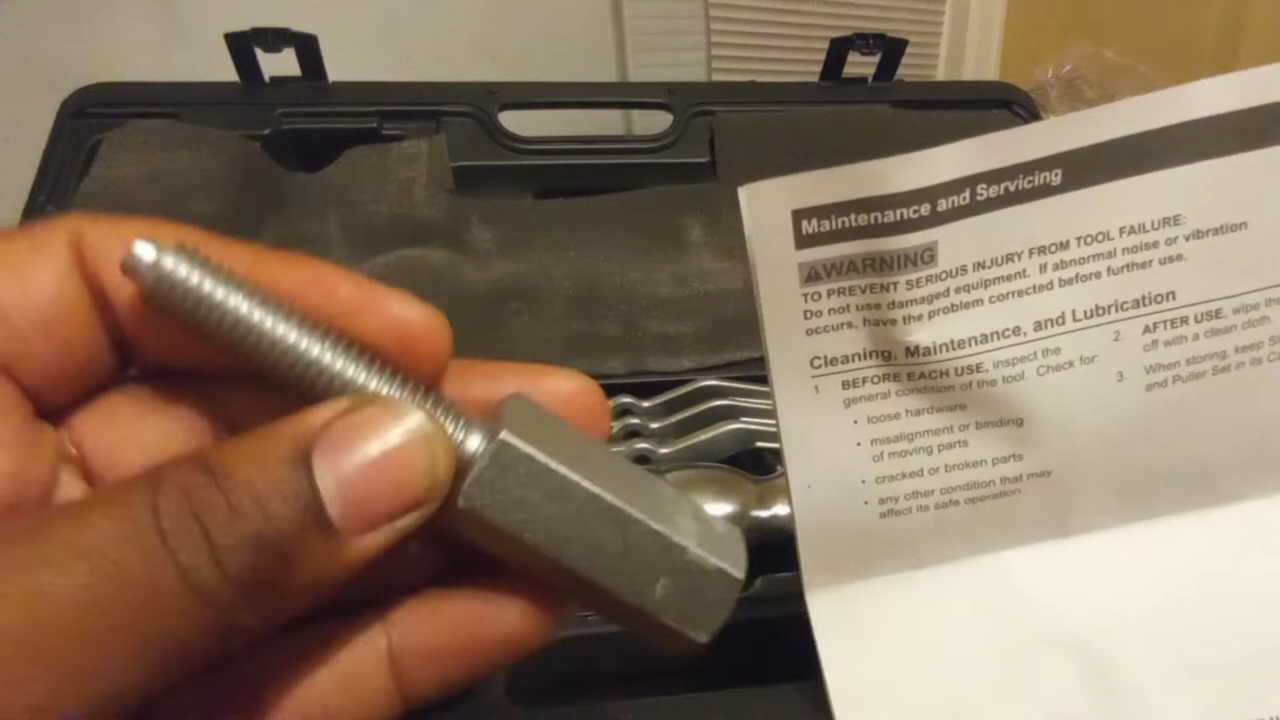 Maintenance and Servicing
WARNING
TO PREVENT SERIOUS INJURY FROM TOOL FAILURE:
Do not use damaged equipment. If abnormal noise or vibration
occurs, have the problem corrected before further use.
Cleaning, Maintenance, and Lubrication
1 BEFORE EACH USE, inspect the
general condition of the tool. Check for:
• loose hardware
• misalignment or binding
of moving parts
• cracked or broken parts
• any other condition that may
affect its safe operation.
2. AFTER USE, wipe
off with a clean cloth.
3. When storing, keep
and Puller Set in its